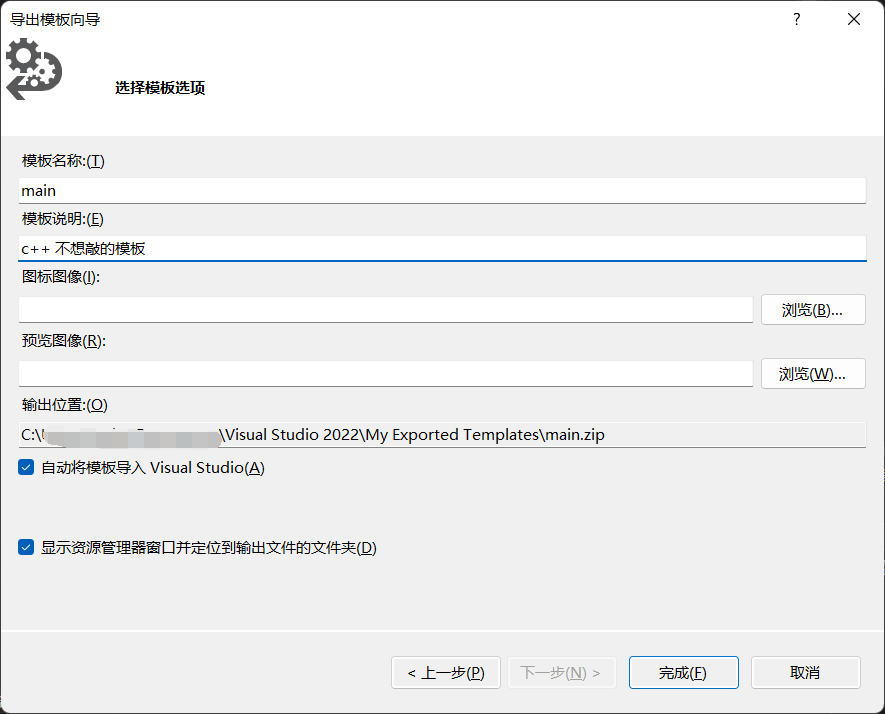 导出模板向导
?
选择模板选项
模板名称:(T)
main
模板说明:(E)
c++ 不想敲的模板
图标图像(I):
浏览(B)...
预览图像(R):
浏览(W)...
输出位置:(O)
C:\ \Visual Studio 2022\My Exported Templates\main.zip
自动将模板导入 Visual Studio(A)
显示资源管理器窗口并定位到输出文件的文件夹(D)
< 上一步(P) 下一步(N) > 完成(F) 取消